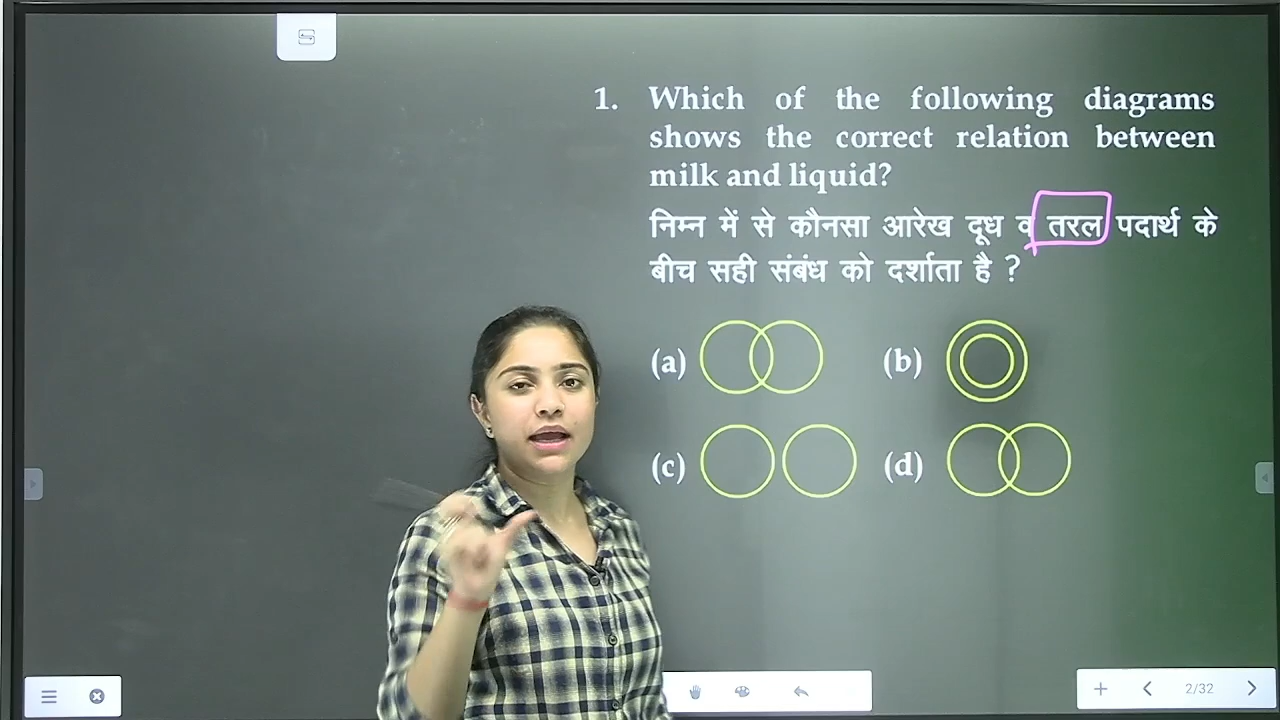 1. Which of the following diagrams
shows the correct relation between
milk and liquid?
निम्न में से कौनसा आरेख दूध व तरल पदार्थ के
बीच सही संबंध को दर्शाता है ?
(a) (b)
(c) (d)
2/32